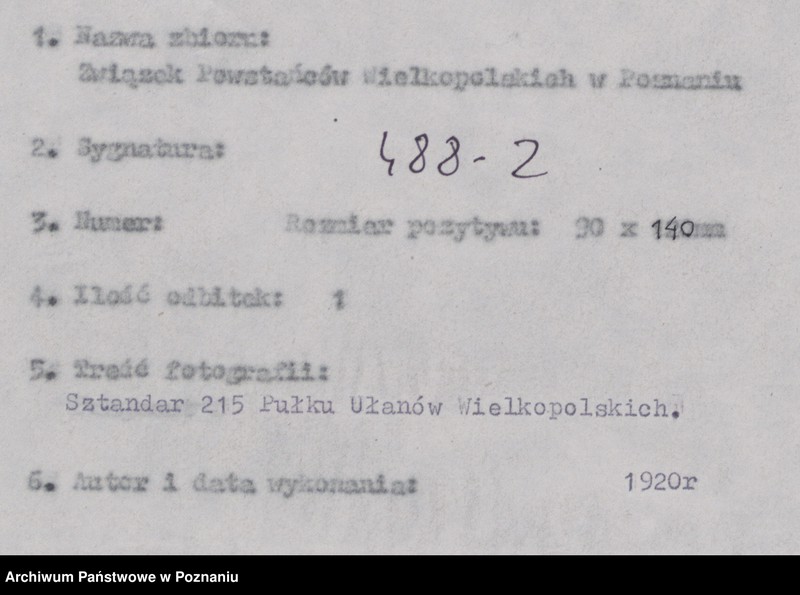 1. Nazwa zbioru:
Związek Powstańców Wielkopolskich w Poznaniu
2. Sygnatura: 488-2
3. Numer: Rozmiar pozytywu: 90 x 140mm
4. Ilość odbitek: 1
5. Treść fotografii:
Sztandar 215 Pułku Ułanów Wielkopolskich.
6. Autor i data wykonania: 1920r
Archiwum Państwowe w Poznaniu